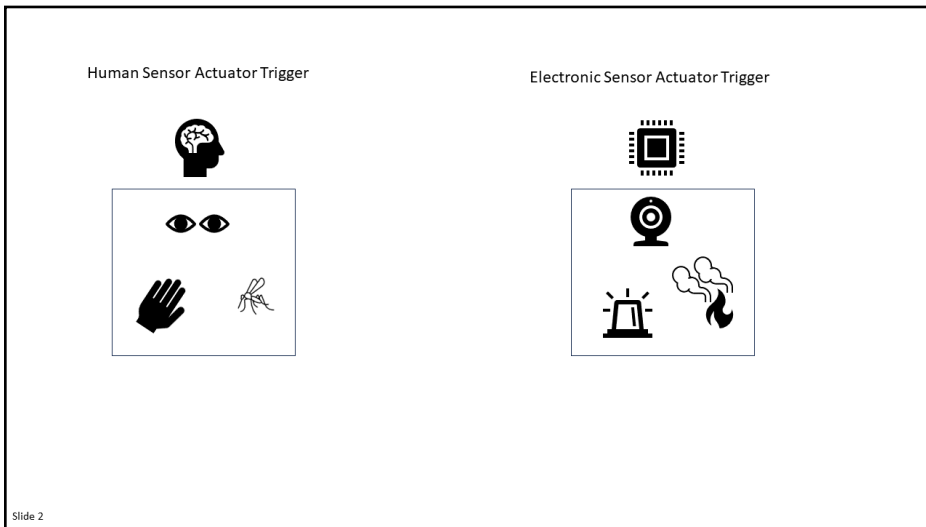 Human Sensor Actuator Trigger
Electronic Sensor Actuator Trigger
Slide 2